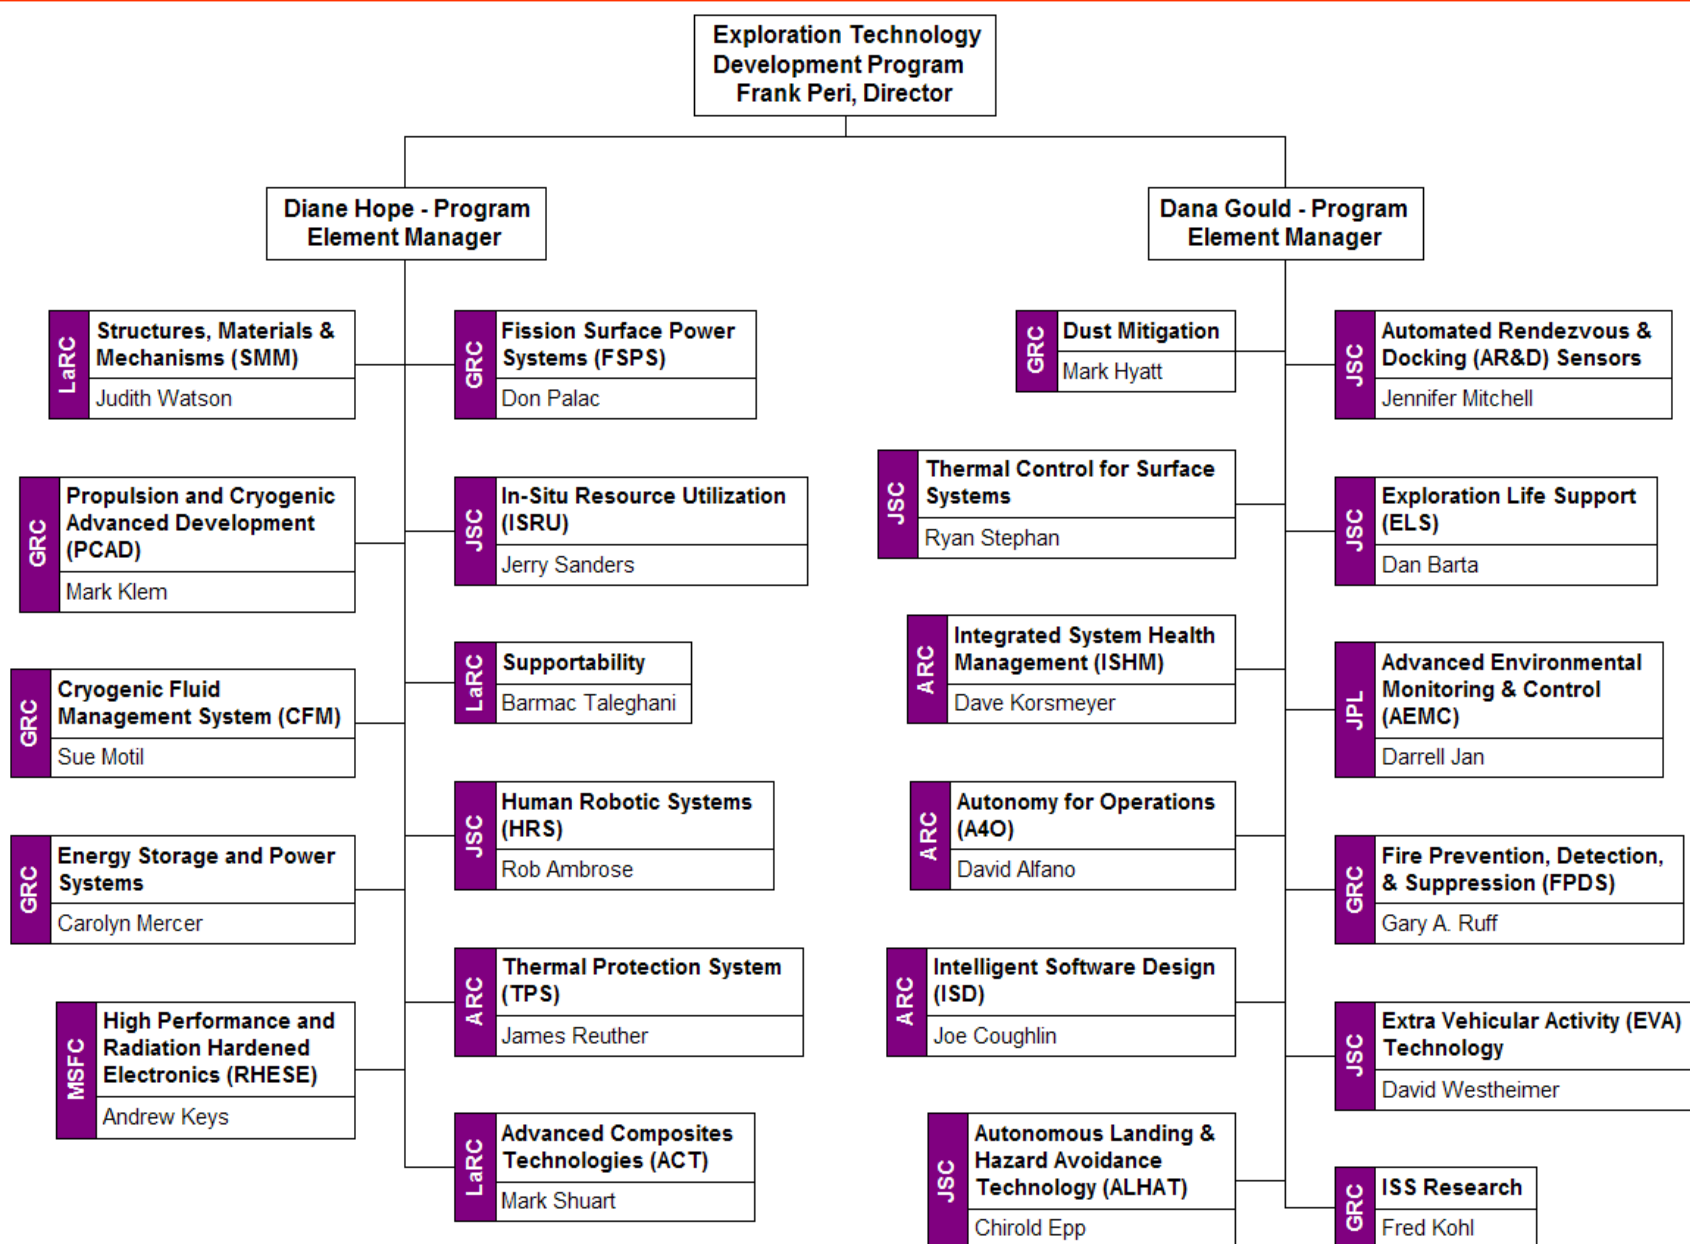 Exploration Technology
Development Program
Frank Peri, Director
Diane Hope - Program
Element Manager
LaRC
Structures, Materials &
Mechanisms (SMM)
Judith Watson
GRC
Propulsion and Cryogenic
Advanced Development
(PCAD)
Mark Klem
GRC
Cryogenic Fluid
Management System (CFM)
Sue Motil
GRC
Energy Storage and Power
Systems
Carolyn Mercer
MSFC
High Performance and
Radiation Hardened
Electronics (RHESE)
Andrew Keys
GRC
Fission Surface Power
Systems (FSPS)
Don Palac
JSC
In-Situ Resource Utilization
(ISRU)
Jerry Sanders
LaRC
Supportability
Barmac Taleghani
JSC
Human Robotic Systems
(HRS)
Rob Ambrose
ARC
Thermal Protection System
(TPS)
James Reuther
LaRC
Advanced Composites
Technologies (ACT)
Mark Shuart
Dana Gould - Program
Element Manager
GRC
Dust Mitigation
Mark Hyatt
JSC
Thermal Control for Surface
Systems
Ryan Stephan
ARC
Integrated System Health
Management (ISHM)
Dave Korsmeyer
ARC
Autonomy for Operations
(A4O)
David Alfano
ARC
Intelligent Software Design
(ISD)
Joe Coughlin
JSC
Autonomous Landing &
Hazard Avoidance
Technology (ALHAT)
Chirold Epp
JSC
Automated Rendezvous &
Docking (AR&D) Sensors
Jennifer Mitchell
JSC
Exploration Life Support
(ELS)
Dan Barta
JPL
Advanced Environmental
Monitoring & Control
(AEMC)
Darrell Jan
GRC
Fire Prevention, Detection,
& Suppression (FPDS)
Gary A. Ruff
JSC
Extra Vehicular Activity (EVA)
Technology
David Westheimer
GRC
ISS Research
Fred Kohl